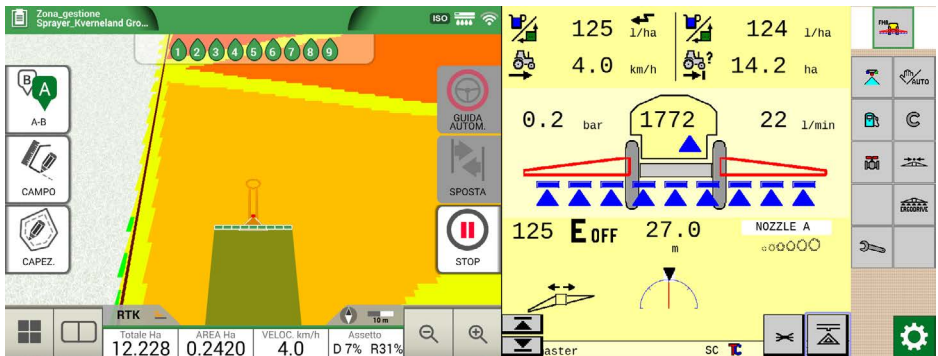 Zona_gestione
Sprayer_Kverneland Gro...
ISO
1 2 3 4 5 6 7 8 9
B
A
A-B
CAMPO
CAPEZ.
GUIDA
AUTOM.
SPOSTA
STOP
RTK
10 m
Totale Ha
12.228
AREA Ha
0.2420
VELOC. km/h
4.0
Assetto
D 7% R31%
125 l/ha
124 l/ha
4.0 km/h
? 14.2 ha
0.2 bar
1772
22 l/min
125 E OFF 27.0 m
NOZZLE A
aster
SC TC
AUTO
C
ERGODRIVE